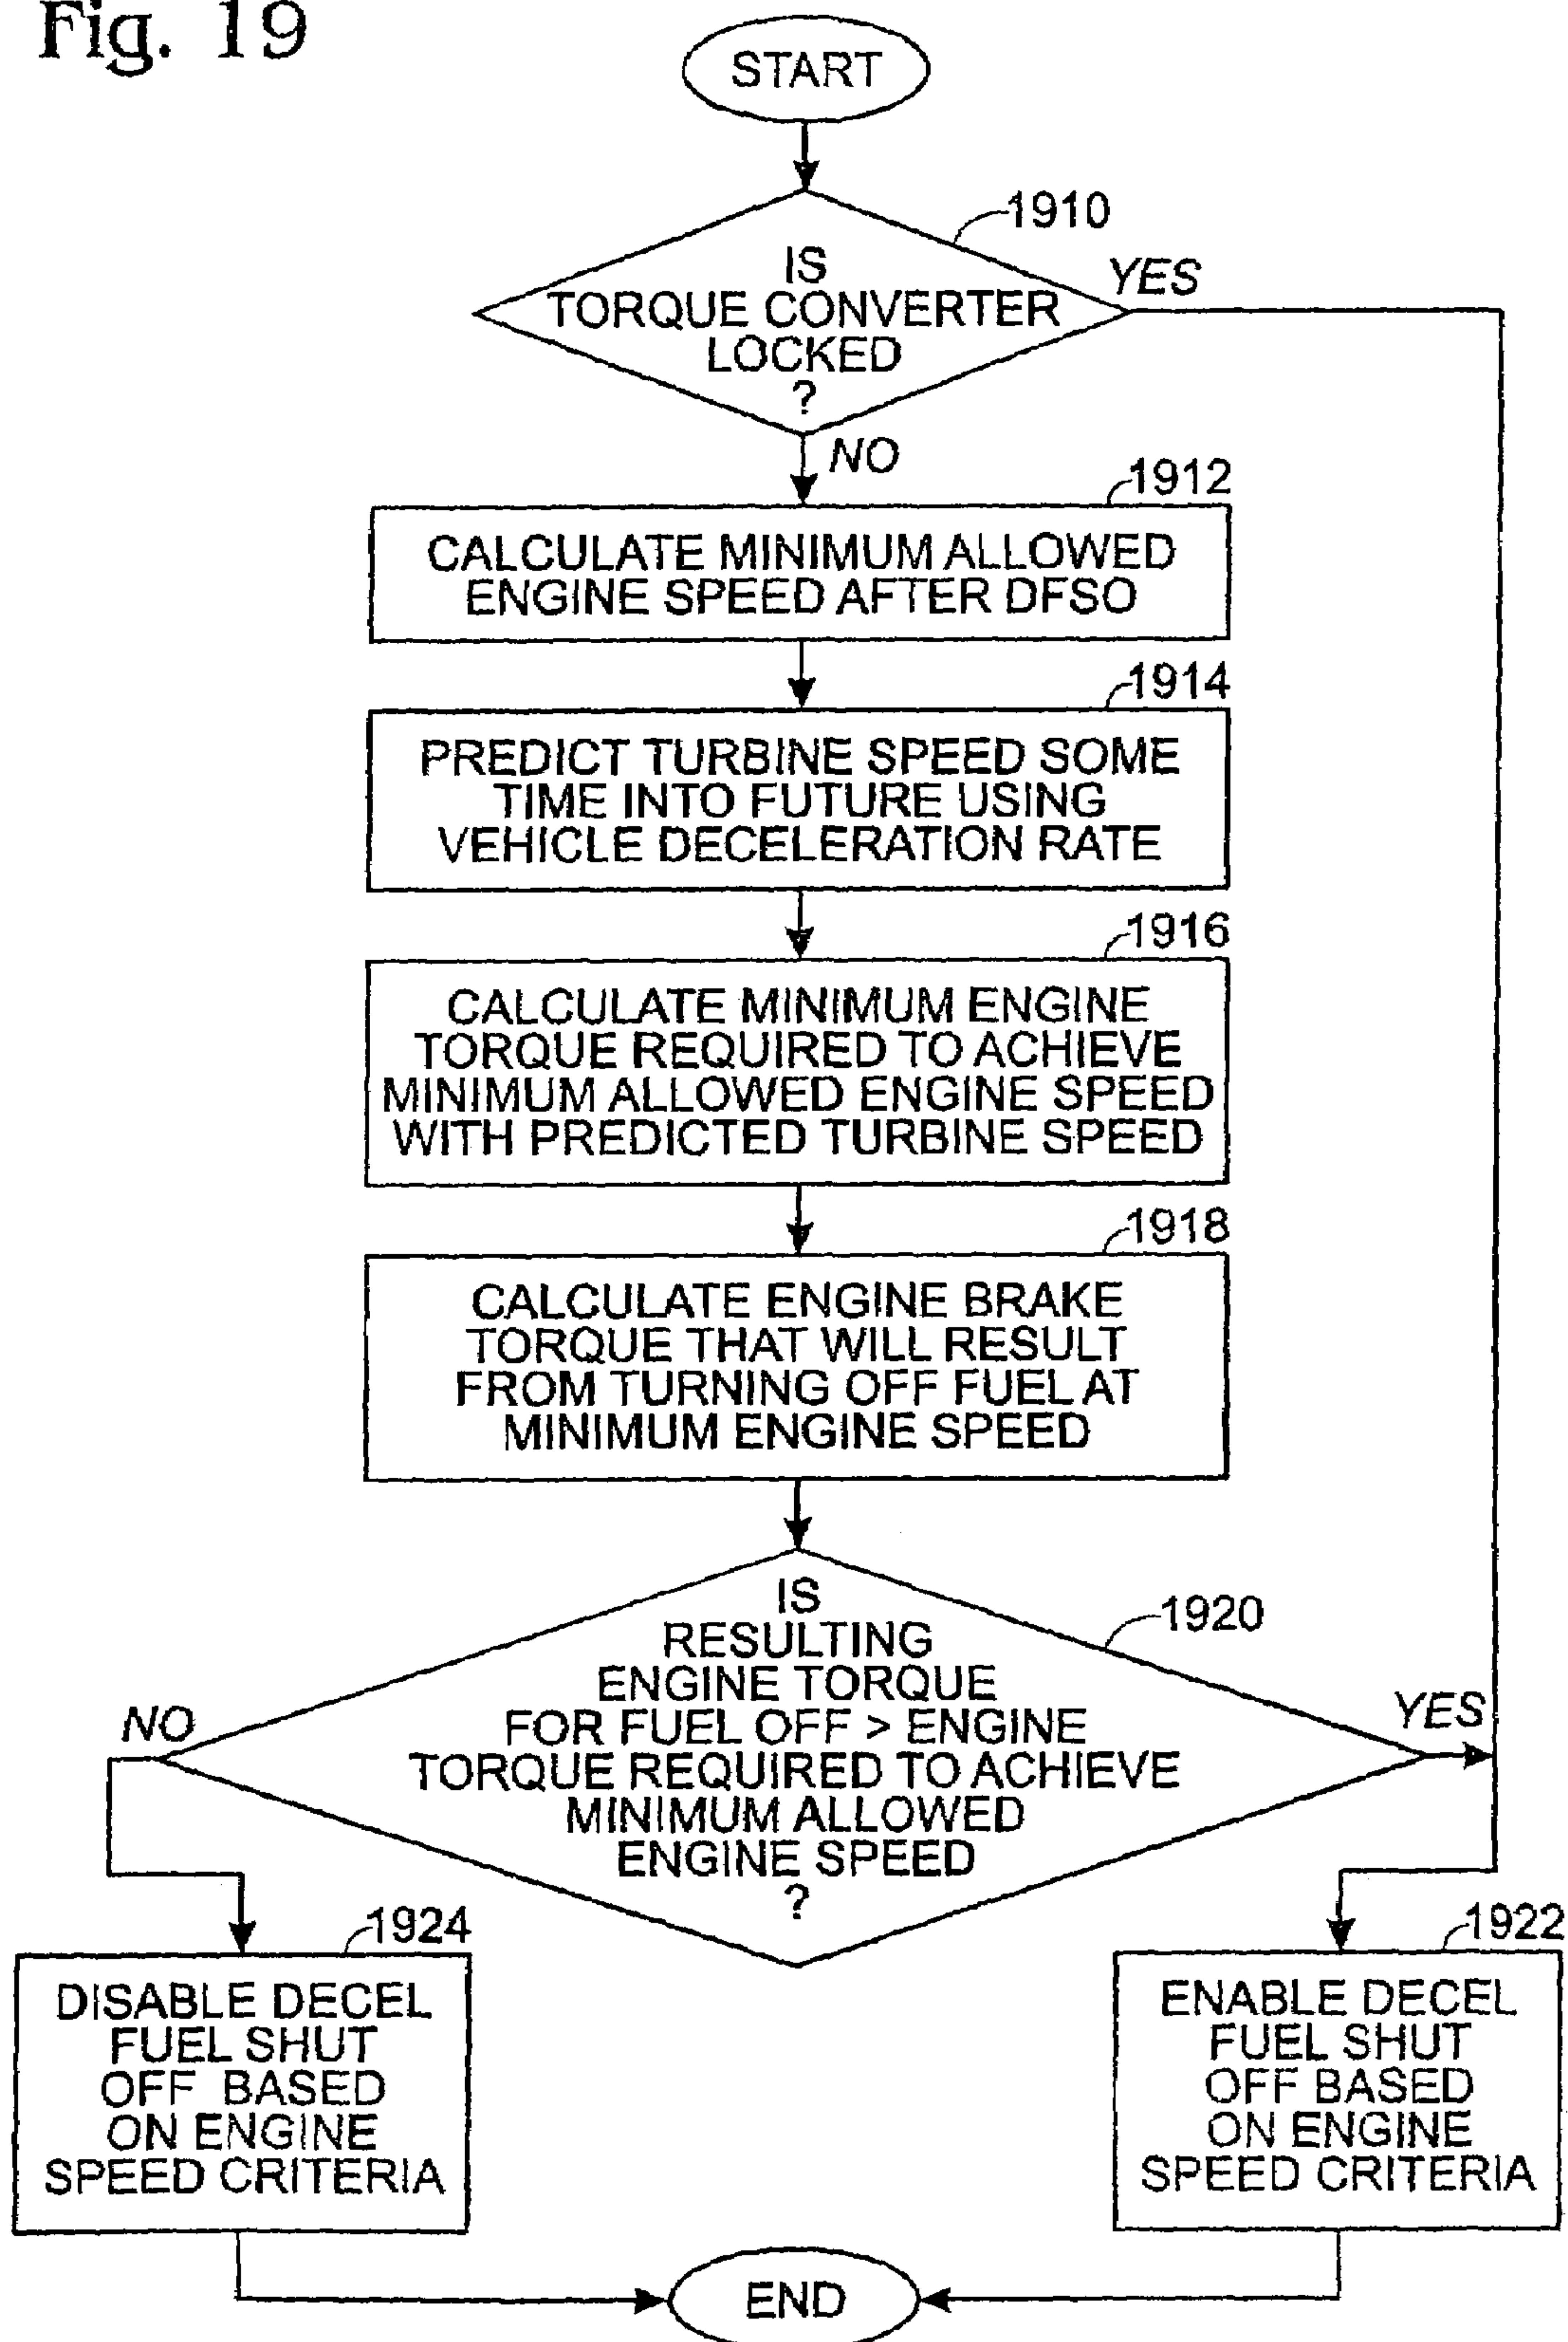 Fig. 19
START
1910
IS
TORQUE CONVERTER
LOCKED
?
YES
NO
1912
CALCULATE MINIMUM ALLOWED
ENGINE SPEED AFTER DFSO
1914
PREDICT TURBINE SPEED SOME
TIME INTO FUTURE USING
VEHICLE DECELERATION RATE
1916
CALCULATE MINIMUM ENGINE
TORQUE REQUIRED TO ACHIEVE
MINIMUM ALLOWED ENGINE SPEED
WITH PREDICTED TURBINE SPEED
1918
CALCULATE ENGINE BRAKE
TORQUE THAT WILL RESULT
FROM TURNING OFF FUEL AT
MINIMUM ENGINE SPEED
1920
IS
RESULTING
ENGINE TORQUE
FOR FUEL OFF > ENGINE
TORQUE REQUIRED TO ACHIEVE
MINIMUM ALLOWED
ENGINE SPEED
?
NO
YES
1924
DISABLE DECEL
FUEL SHUT
OFF BASED
ON ENGINE
SPEED CRITERIA
1922
ENABLE DECEL
FUEL SHUT
OFF BASED
ON ENGINE
SPEED CRITERIA
END